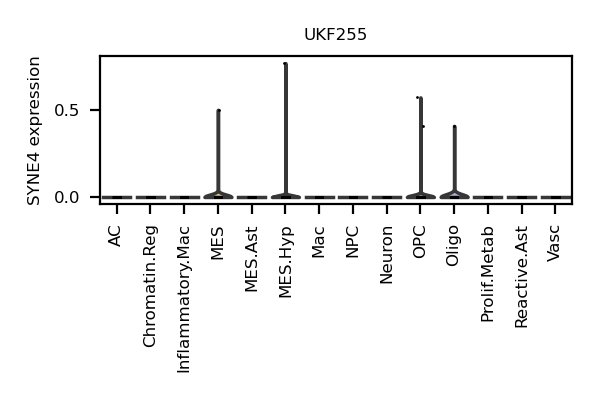 UKF255
SYNE4 expression
0.5
0.0
AC
Chromatin.Reg
Inflammatory.Mac
MES
MES.Ast
MES.Hyp
Mac
NPC
Neuron
OPC
Oligo
Prolif.Metab
Reactive.Ast
Vasc